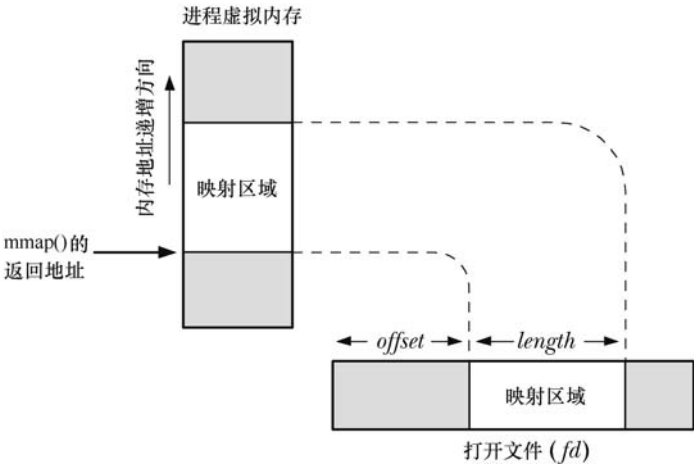 进程虚拟内存
内存地址递增方向
映射区域
mmap()的
返回地址
offset
length
映射区域
打开文件 (fd)